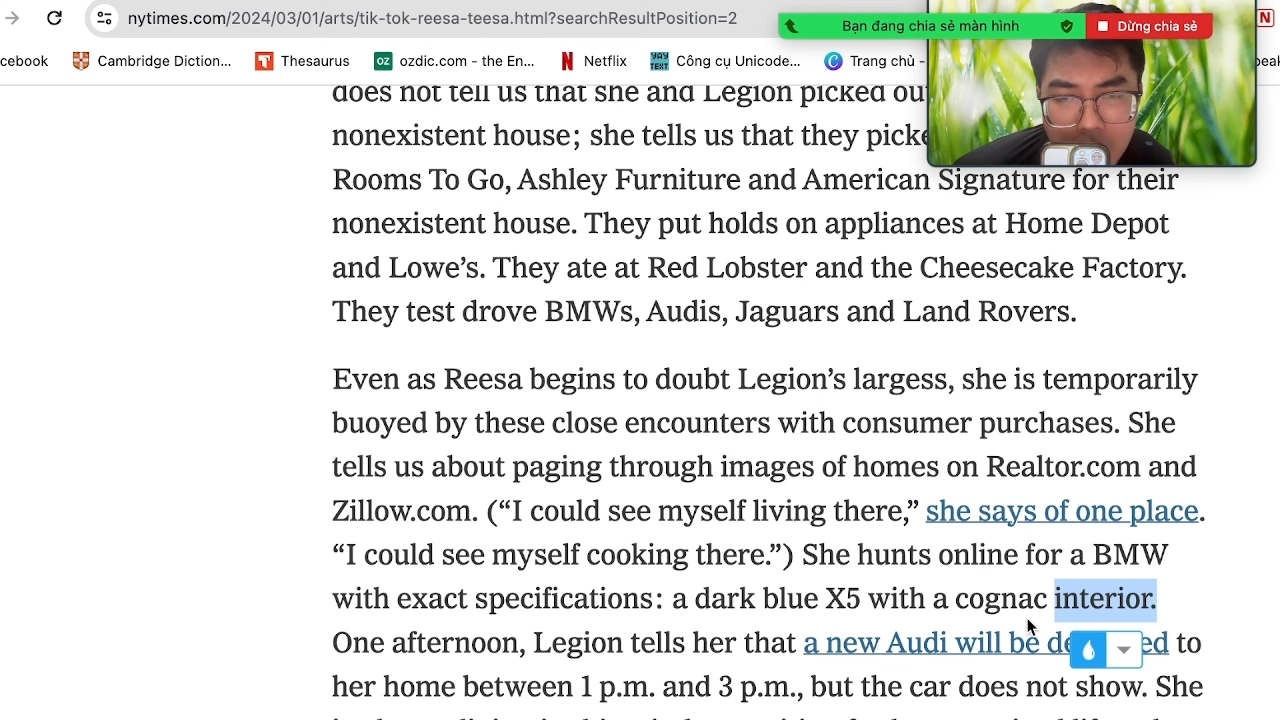 nytimes.com/2024/03/01/arts/tik-tok-reesa-teesa.html?searchResultPosition=2
Bạn đang chia sẻ màn hình
Dừng chia sẻ
N
cebook
Cambridge Diction...
T
Thesaurus
OZ
ozdic.com - the En...
N
Netflix
YAY TEXT
Công cụ Unicode...
C
Trang chủ -
does not tell us that she and Legion picked
nonexistent house; she tells us that they
Rooms To Go, Ashley Furniture and American Signature for their
nonexistent house. They put holds on appliances at Home Depot
and Lowe’s. They ate at Red Lobster and the Cheesecake Factory.
They test drove BMWs, Audis, Jaguars and Land Rovers.
Even as Reesa begins to doubt Legion’s largess, she is temporarily
buoyed by these close encounters with consumer purchases. She
tells us about paging through images of homes on Realtor.com and
Zillow.com. (“I could see myself living there,” she says of one place.
“I could see myself cooking there.”) She hunts online for a BMW
with exact specifications: a dark blue X5 with a cognac interior.
One afternoon, Legion tells her that a new Audi will be to
her home between 1 p.m. and 3 p.m., but the car does not show. She